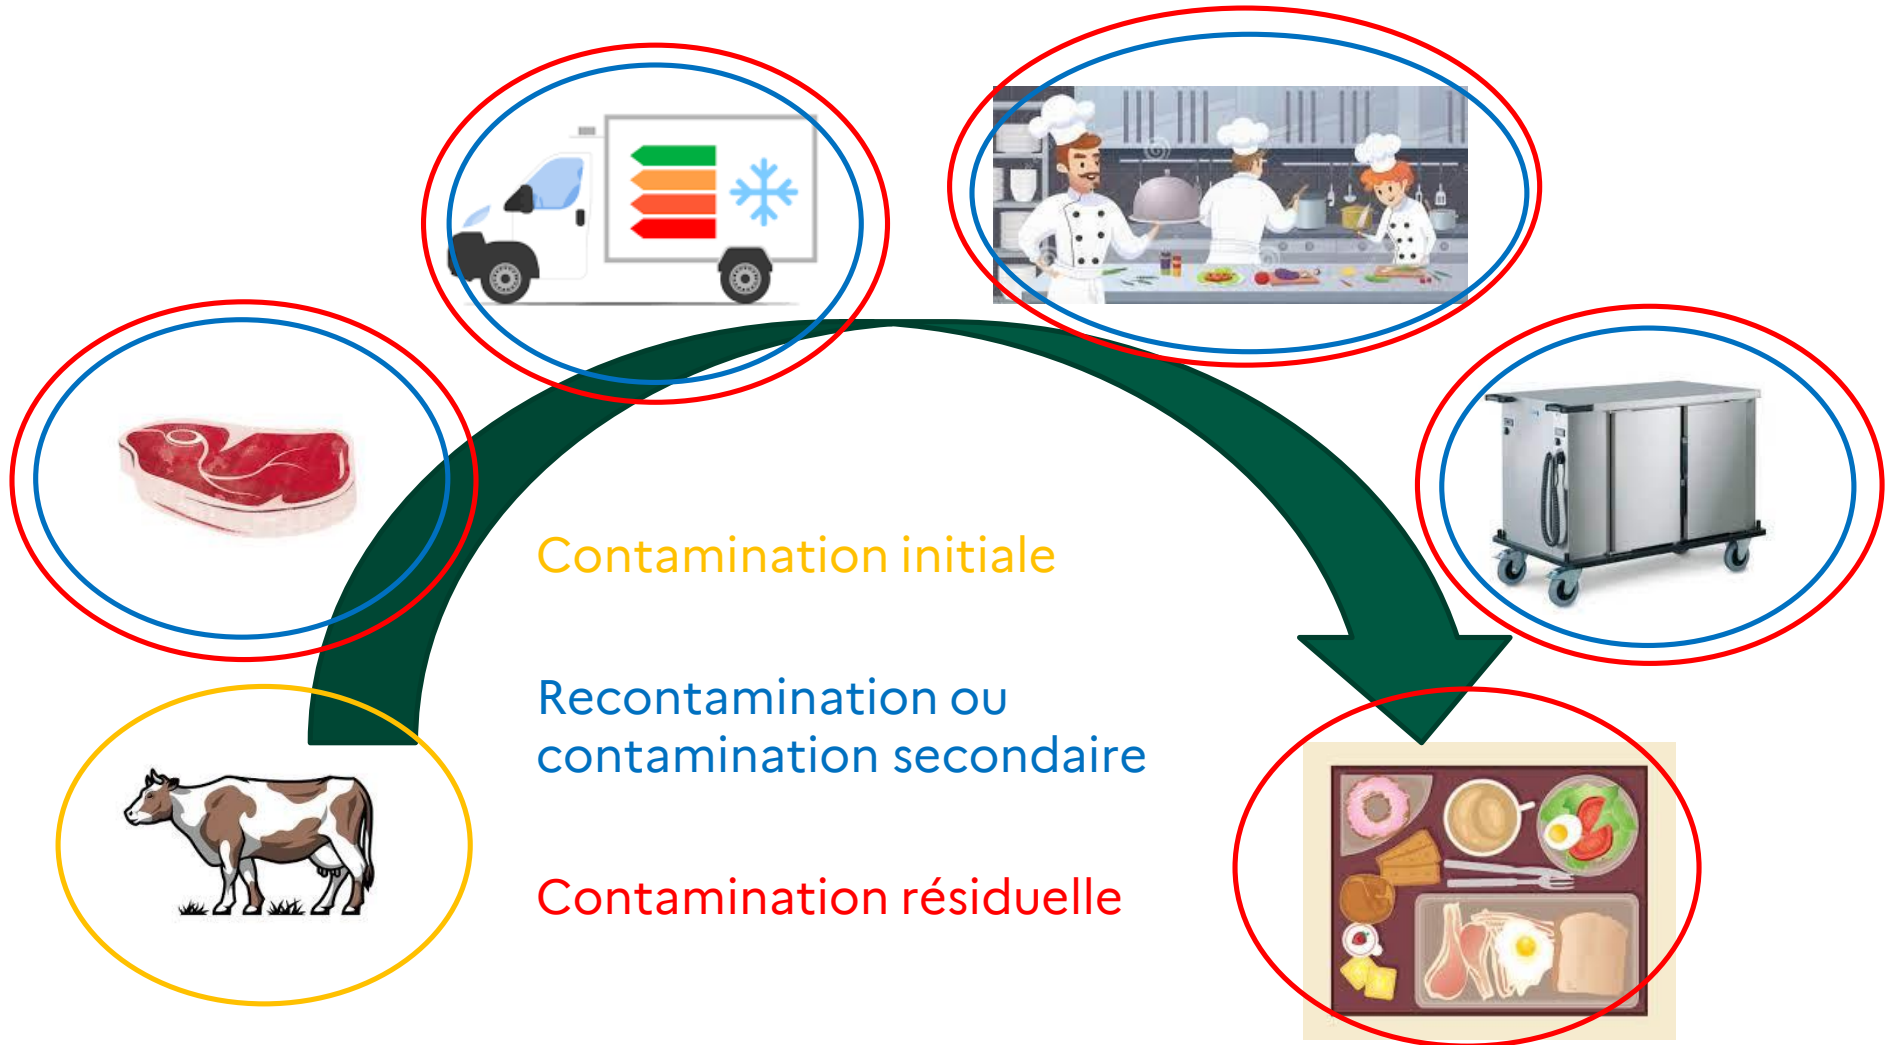 Contamination initiale
Recontamination ou
contamination secondaire
Contamination résiduelle